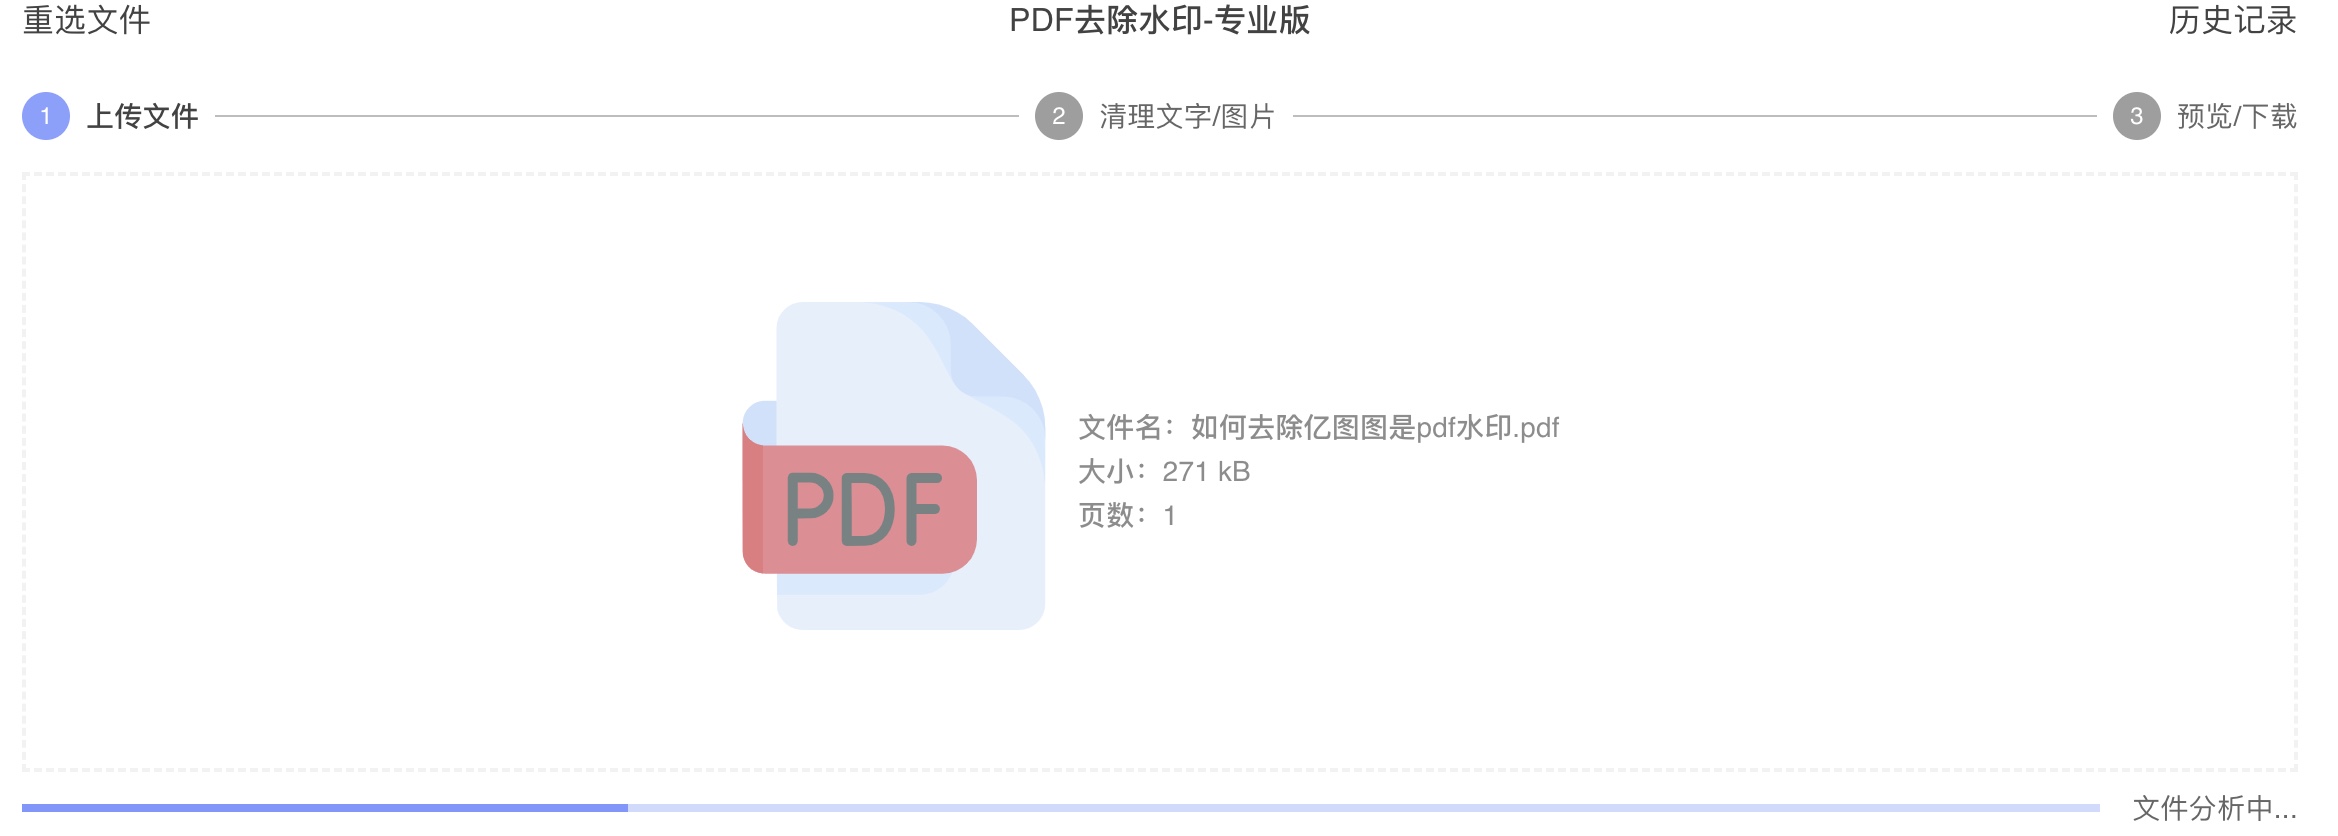 重选文件
PDF去除水印-专业版
历史记录
1 上传文件
2 清理文字/图片
3 预览/下载
PDF
文件名：如何去除亿图图是pdf水印.pdf
大小：271 kB
页数：1
文件分析中...